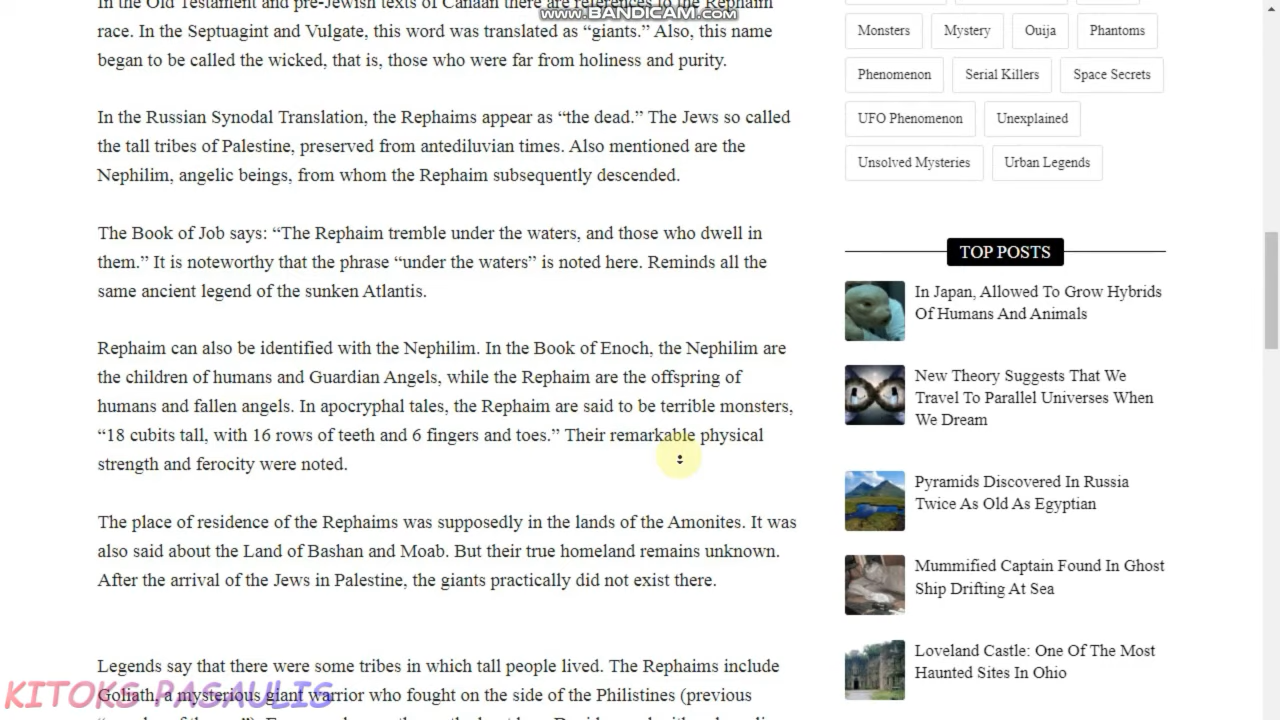 In the Old Testament and pre-Jewish texts of Canaan there are references to the Rephaim
www.BANDICAM.com
race. In the Septuagint and Vulgate, this word was translated as “giants.” Also, this name
began to be called the wicked, that is, those who were far from holiness and purity.
In the Russian Synodal Translation, the Rephaims appear as “the dead.” The Jews so called
the tall tribes of Palestine, preserved from antediluvian times. Also mentioned are the
Nephilim, angelic beings, from whom the Rephaim subsequently descended.
The Book of Job says: “The Rephaim tremble under the waters, and those who dwell in
them.” It is noteworthy that the phrase “under the waters” is noted here. Reminds all the
same ancient legend of the sunken Atlantis.
Rephaim can also be identified with the Nephilim. In the Book of Enoch, the Nephilim are
the children of humans and Guardian Angels, while the Rephaim are the offspring of
humans and fallen angels. In apocryphal tales, the Rephaim are said to be terrible monsters,
“18 cubits tall, with 16 rows of teeth and 6 fingers and toes.” Their remarkable physical
strength and ferocity were noted.
The place of residence of the Rephaims was supposedly in the lands of the Amonites. It was
also said about the Land of Bashan and Moab. But their true homeland remains unknown.
After the arrival of the Jews in Palestine, the giants practically did not exist there.
Legends say that there were some tribes in which tall people lived. The Rephaims include
Goliath, a mysterious giant warrior who fought on the side of the Philistines (previous
KITOKS PASAULIS
Monsters
Mystery
Ouija
Phantoms
Phenomenon
Serial Killers
Space Secrets
UFO Phenomenon
Unexplained
Unsolved Mysteries
Urban Legends
TOP POSTS
In Japan, Allowed To Grow Hybrids
Of Humans And Animals
New Theory Suggests That We
Travel To Parallel Universes When
We Dream
Pyramids Discovered In Russia
Twice As Old As Egyptian
Mummified Captain Found In Ghost
Ship Drifting At Sea
Loveland Castle: One Of The Most
Haunted Sites In Ohio